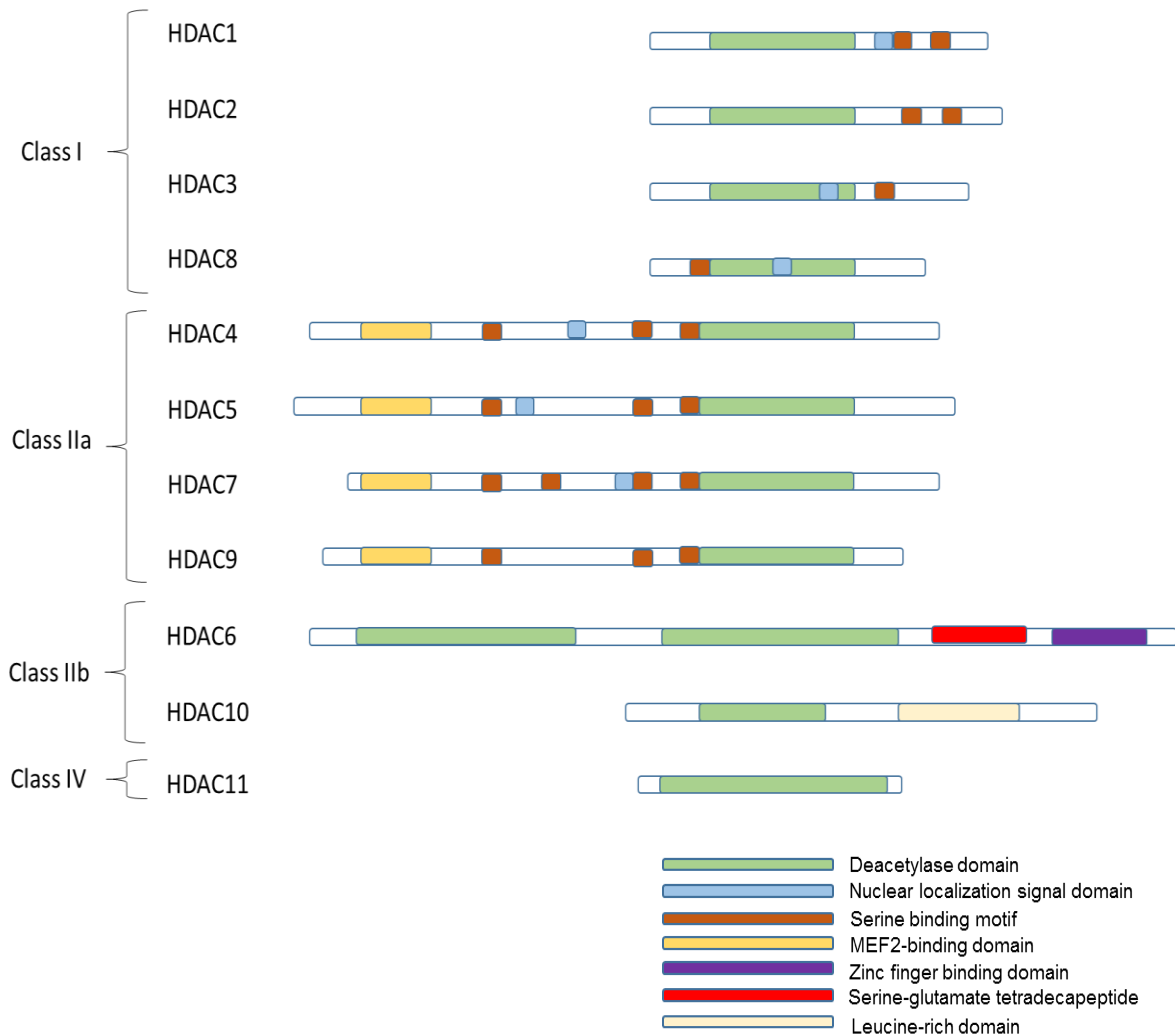 Class I
HDAC1
HDAC2
HDAC3
HDAC8
Class IIa
HDAC4
HDAC5
HDAC7
HDAC9
Class IIb
HDAC6
HDAC10
Class IV
HDAC11
Deacetylase domain
Nuclear localization signal domain
Serine binding motif
MEF2-binding domain
Zinc finger binding domain
Serine-glutamate tetradecapeptide
Leucine-rich domain